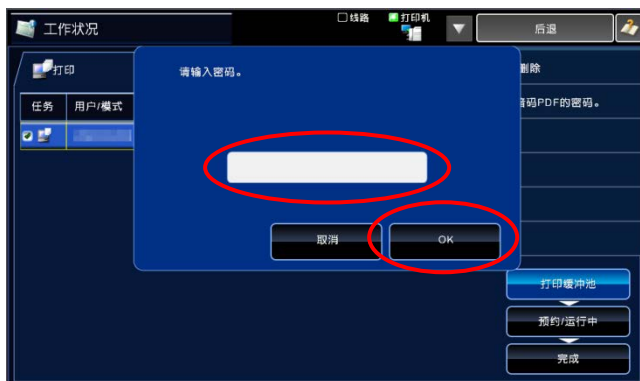 工作状况
线路
打印机
后退
打印
请输入密码。
删除
码PDF的密码。
任务
用户/模式
取消
OK
打印缓冲池
预约/运行中
完成